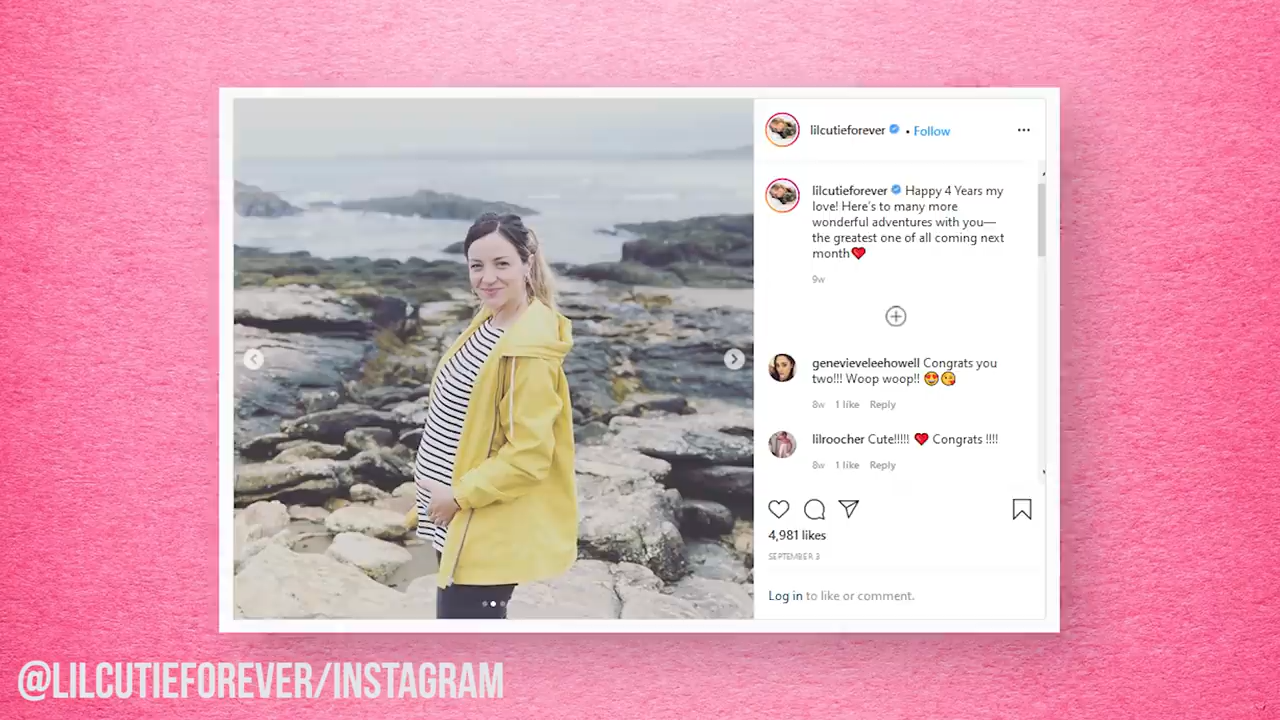 lilcutieforever • Follow
lilcutieforever Happy 4 Years my
love! Here's to many more
wonderful adventures with you—
the greatest one of all coming next
month❤️
9w
genevieveleehowell Congrats you
two!!! Woop woop!! 😍😘
8w 1 like Reply
lilroocher Cute!!!!! ❤️ Congrats !!!!
8w 1 like Reply
4,981 likes
SEPTEMBER 3
Log in to like or comment.
@LILCUTIEFOREVER/INSTAGRAM